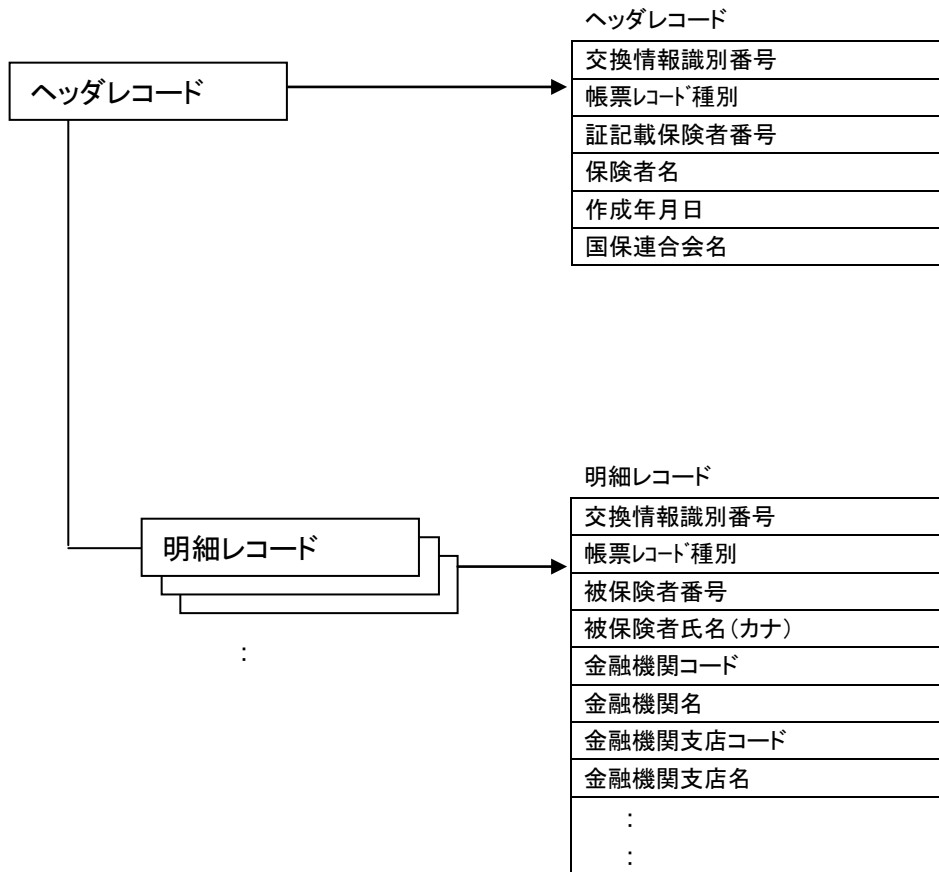 ヘッダレコード
ヘッダレコード
交換情報識別番号
帳票ﾚｺｰﾄﾞ種別
証記載保険者番号
保険者名
作成年月日
国保連合会名
明細レコード
明細レコード
交換情報識別番号
帳票ﾚｺｰﾄﾞ種別
被保険者番号
被保険者氏名(カナ)
金融機関コード
金融機関名
金融機関支店コード
金融機関支店名
:
:
: